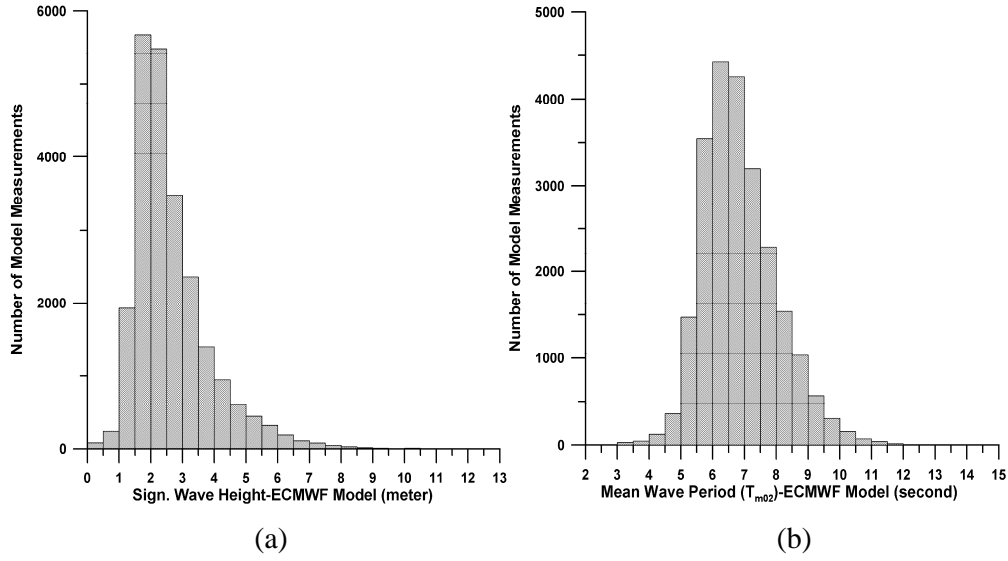 6000
4000
2000
0
Number of Model Measurements
0 1 2 3 4 5 6 7 8 9 10 11 12 13
Sign. Wave Height-ECMWF Model (meter)
(a)
5000
4000
3000
2000
1000
0
Number of Model Measurements
2 3 4 5 6 7 8 9 10 11 12 13 14 15
Mean Wave Period (Tm02)-ECMWF Model (second)
(b)